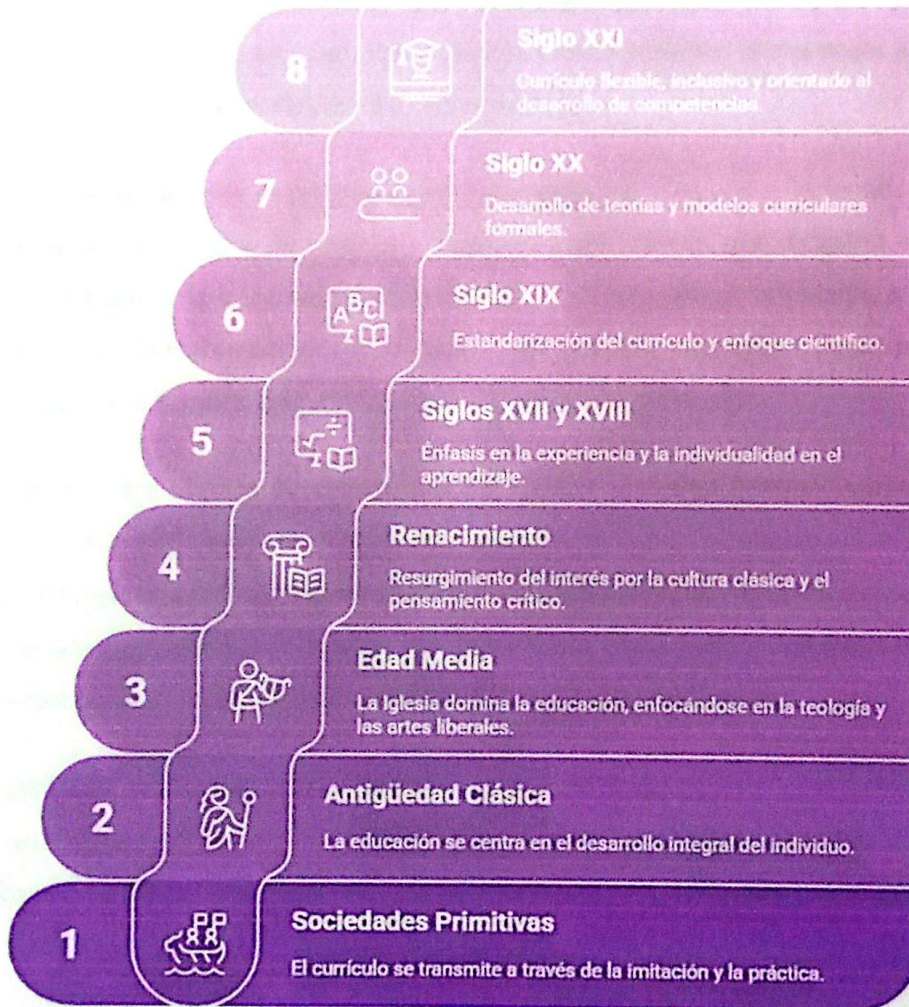 8
Siglo XXI
Currículo flexible, inclusivo y orientado al
desarrollo de competencias.
7
Siglo XX
Desarrollo de teorías y modelos curriculares
formales.
6
ABC
Siglo XIX
Estandarización del currículo y enfoque científico.
5
Siglos XVII y XVIII
Énfasis en la experiencia y la individualidad en el
aprendizaje.
4
Renacimiento
Resurgimiento del interés por la cultura clásica y el
pensamiento crítico.
3
Edad Media
La Iglesia domina la educación, enfocándose en la teología y
las artes liberales.
2
Antigüedad Clásica
La educación se centra en el desarrollo integral del individuo.
1
Sociedades Primitivas
El currículo se transmite a través de la imitación y la práctica.